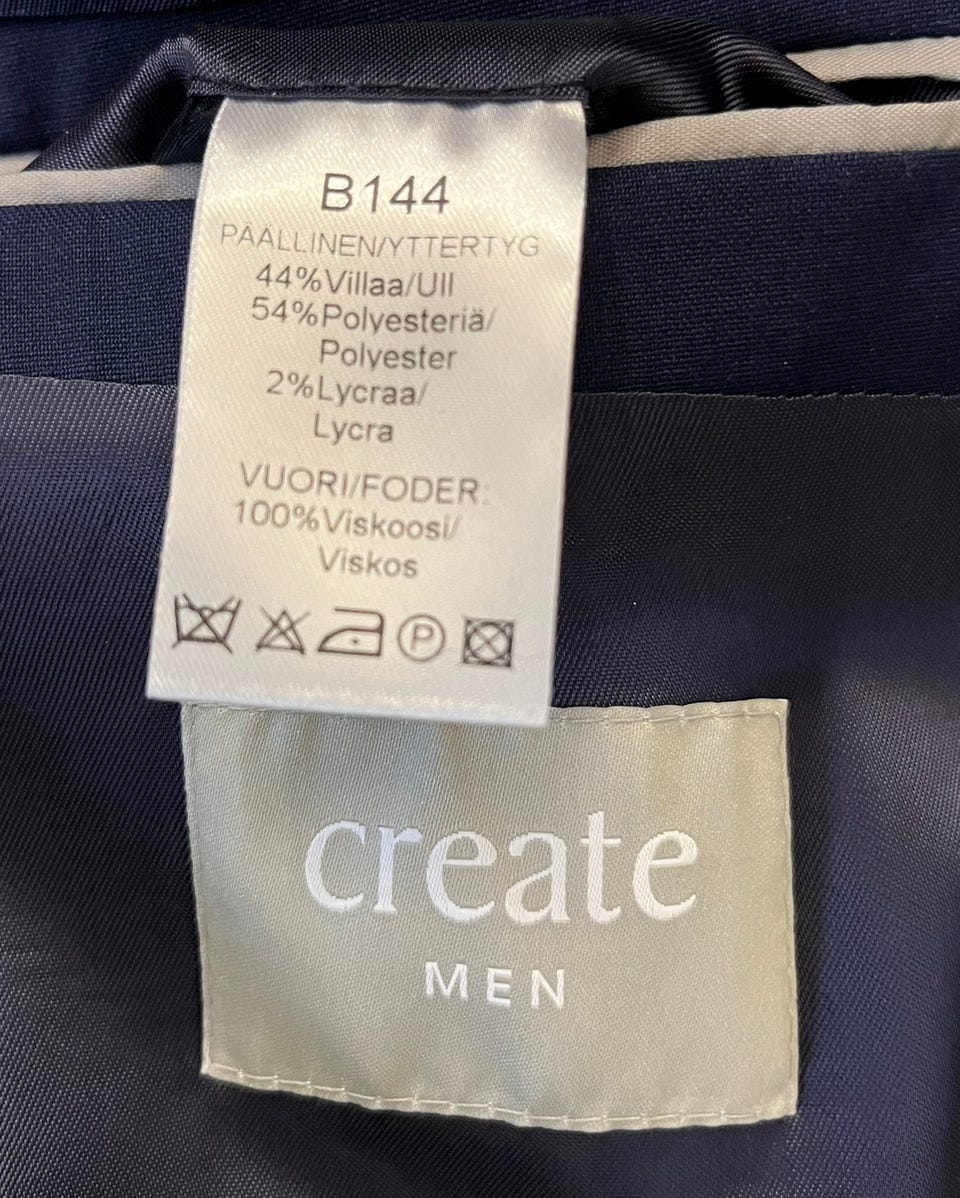 B144
PÄÄLLINEN/YTTERTYG
44%Villaa/Ull
54%Polyesteriä/
Polyester
2%Lycraa/
Lycra
VUORI/FODER:
100%Viskoosi/
Viskos
P
create
MEN